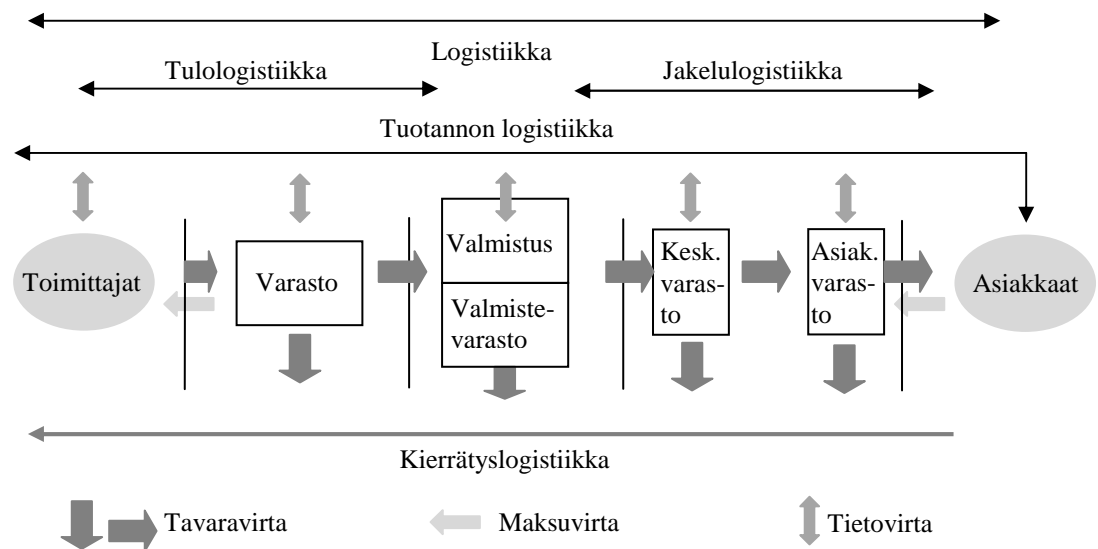 Logistiikka
Tulologistiikka
Jakelulogistiikka
Tuotannon logistiikka
Toimittajat
Varasto
Valmistus
Valmiste-
varasto
Kesk.
varas-
to
Asiak.
varas-
to
Asiakkaat
Kierrätyslogistiikka
Tavaravirta
Maksuvirta
Tietovirta